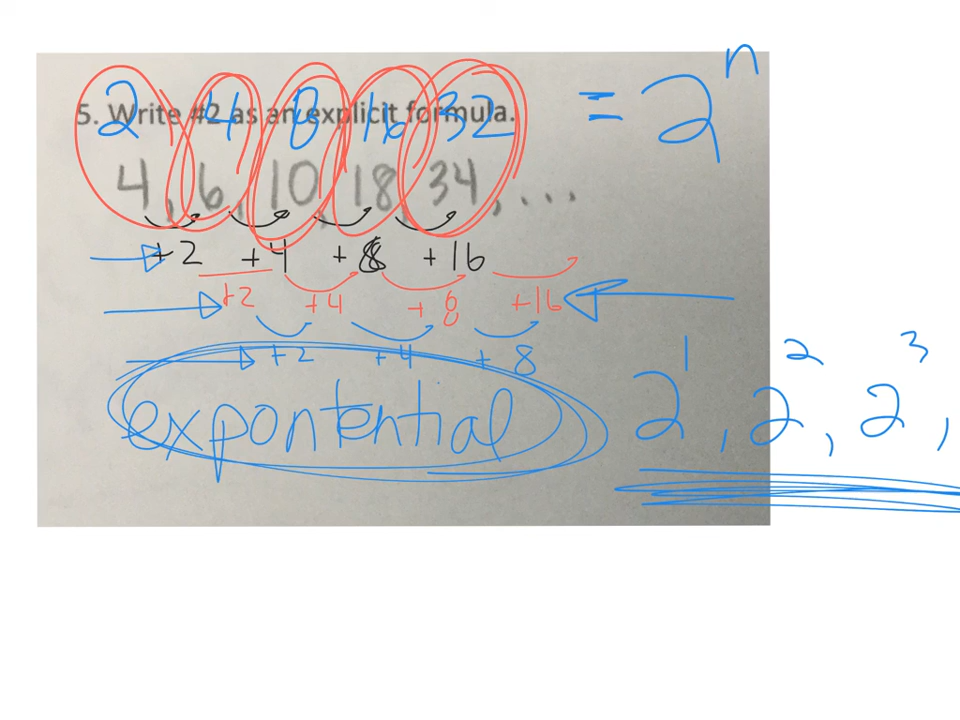 2 4 8 16 32 = 2^n
5. Write #2 as an explicit formula.
4, 6, 10, 18, 34, ...
+2 +4 +8 +16
+2 +4 +8 +16
+2 +4 +8
expontential
2^1, 2^2, 2^3,